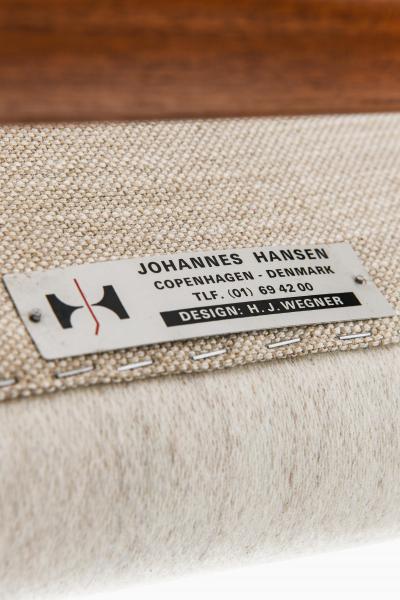 JOHANNES HANSEN
COPENHAGEN - DENMARK
TLF. (01) 69 42 00
DESIGN: H. J. WEGNER